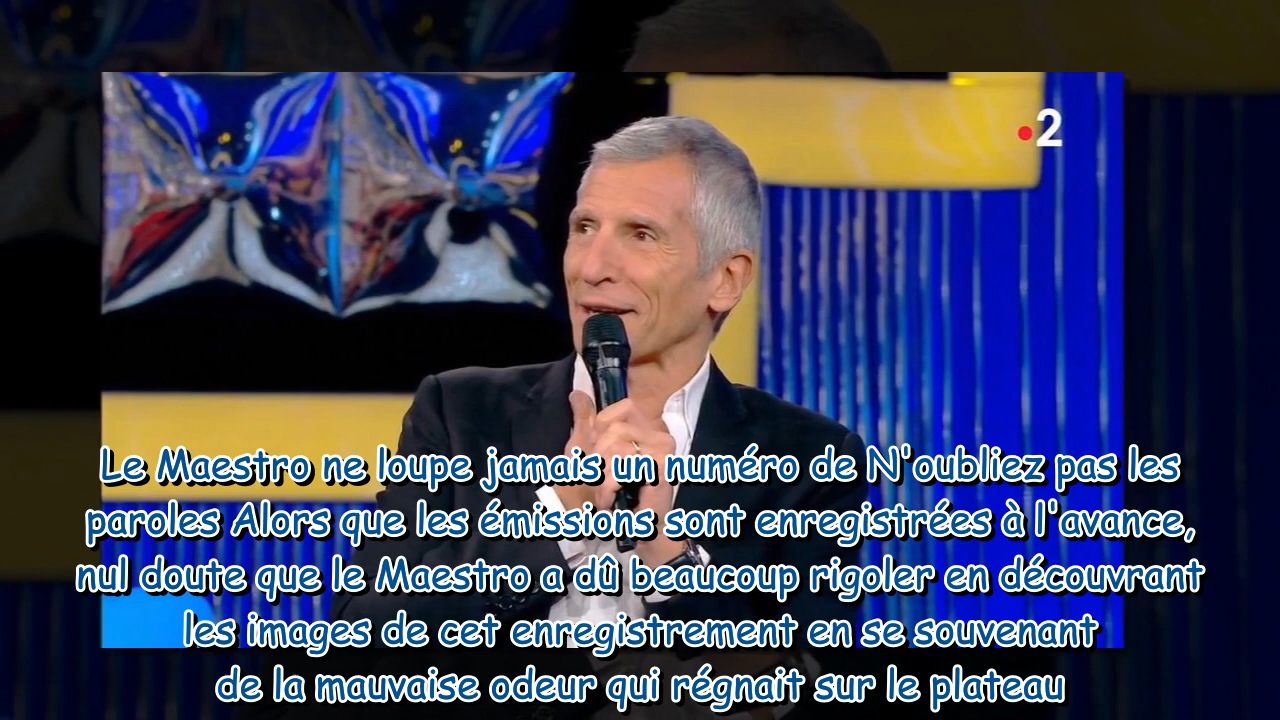 2
Le Maestro ne loupe jamais un numéro de N'oubliez pas les
paroles Alors que les émissions sont enregistrées à l'avance,
nul doute que le Maestro a dû beaucoup rigoler en découvrant
les images de cet enregistrement en se souvenant
de la mauvaise odeur qui régnait sur le plateau